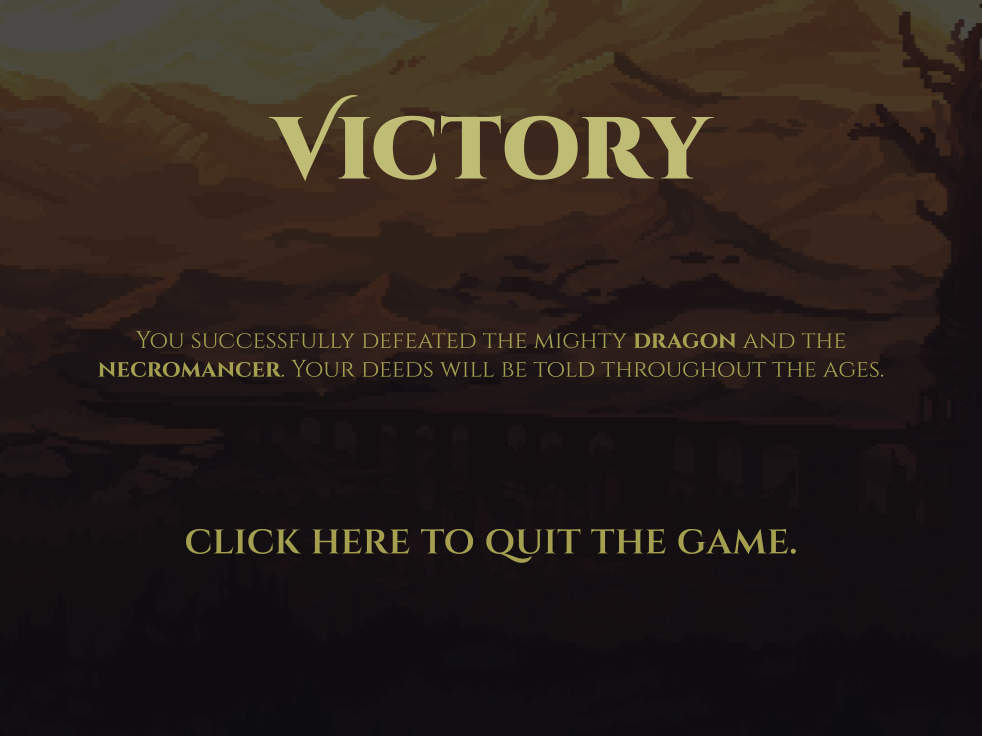 Victory
You successfully defeated the mighty dragon and the
necromancer. Your deeds will be told throughout the ages.
click here to quit the game.